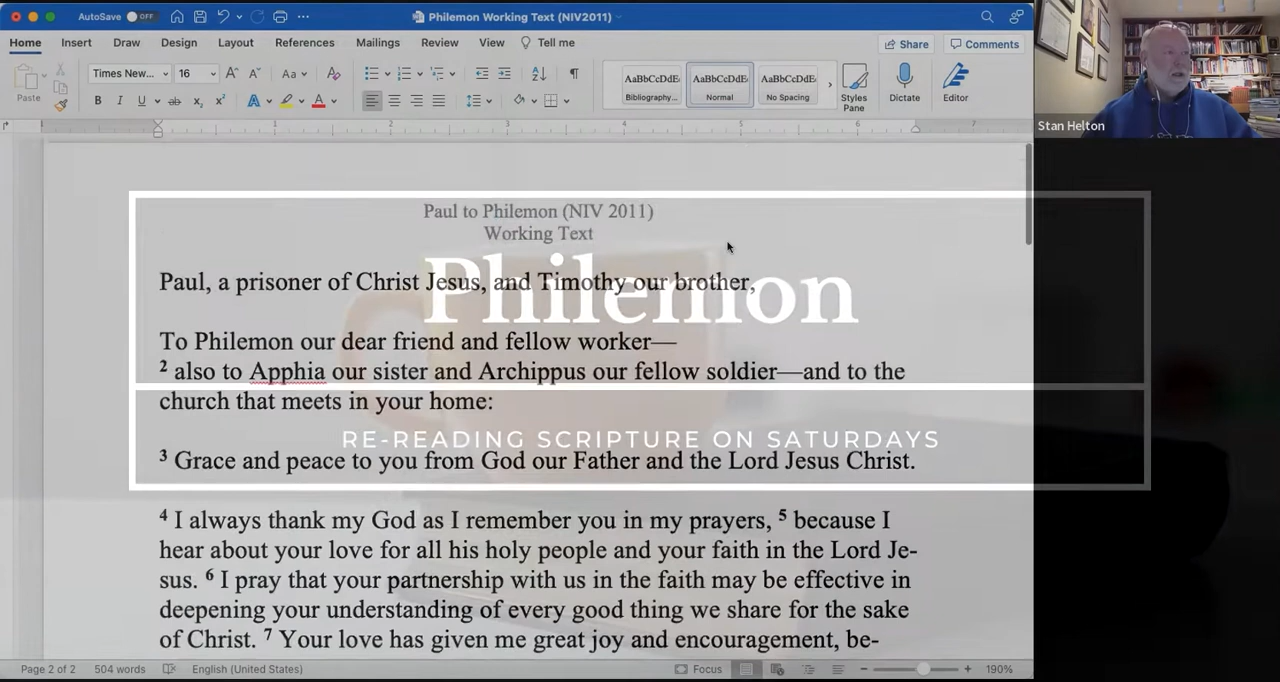 AutoSave OFF
Philemon Working Text (NIV2011)
Home Insert Draw Design Layout References Mailings Review View Tell me
Share Comments
Paste
Times New... 16
AaBbCcDdE AaBbCcDdE AaBbCcDdE
Bibliography... Normal No Spacing
Styles
Pane
Dictate
Editor
Stan Helton
Paul to Philemon (NIV 2011)
Working Text
Philemon
Paul, a prisoner of Christ Jesus, and Timothy our brother,
To Philemon our dear friend and fellow worker—
2 also to Apphia our sister and Archippus our fellow soldier—and to the
church that meets in your home:
RE-READING SCRIPTURE ON SATURDAYS
3 Grace and peace to you from God our Father and the Lord Jesus Christ.
4 I always thank my God as I remember you in my prayers, 5 because I
hear about your love for all his holy people and your faith in the Lord Je-
sus. 6 I pray that your partnership with us in the faith may be effective in
deepening your understanding of every good thing we share for the sake
of Christ. 7 Your love has given me great joy and encouragement, be-
Page 2 of 2 504 words English (United States) Focus 190%